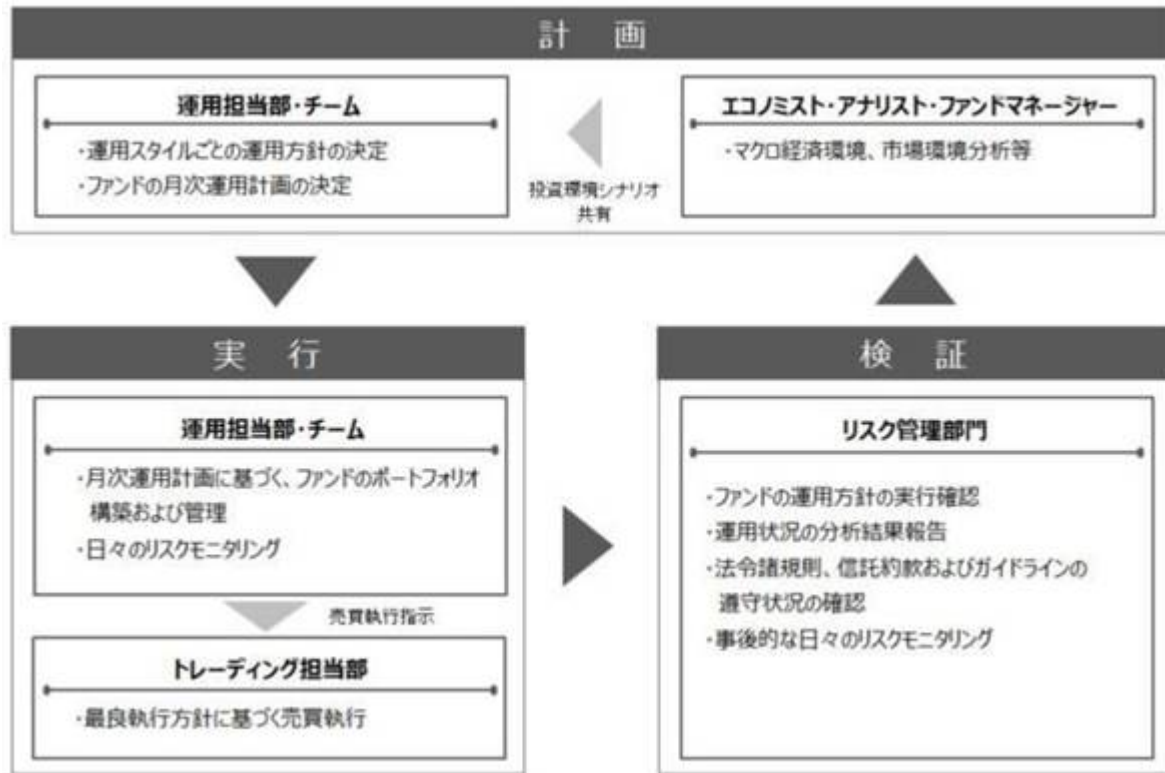 計 画
運用担当部・チーム
・運用スタイルごとの運用方針の決定
・ファンドの月次運用計画の決定
投資環境シナリオ
共有
エコノミスト・アナリスト・ファンドマネージャー
・マクロ経済環境、市場環境分析等
実 行
運用担当部・チーム
・月次運用計画に基づく、ファンドのポートフォリオ
構築および管理
・日々のリスクモニタリング
売買執行指示
トレーディング担当部
・最良執行方針に基づく売買執行
検 証
リスク管理部門
・ファンドの運用方針の実行確認
・運用状況の分析結果報告
・法令諸規則、信託約款およびガイドラインの
遵守状況の確認
・事後的な日々のリスクモニタリング